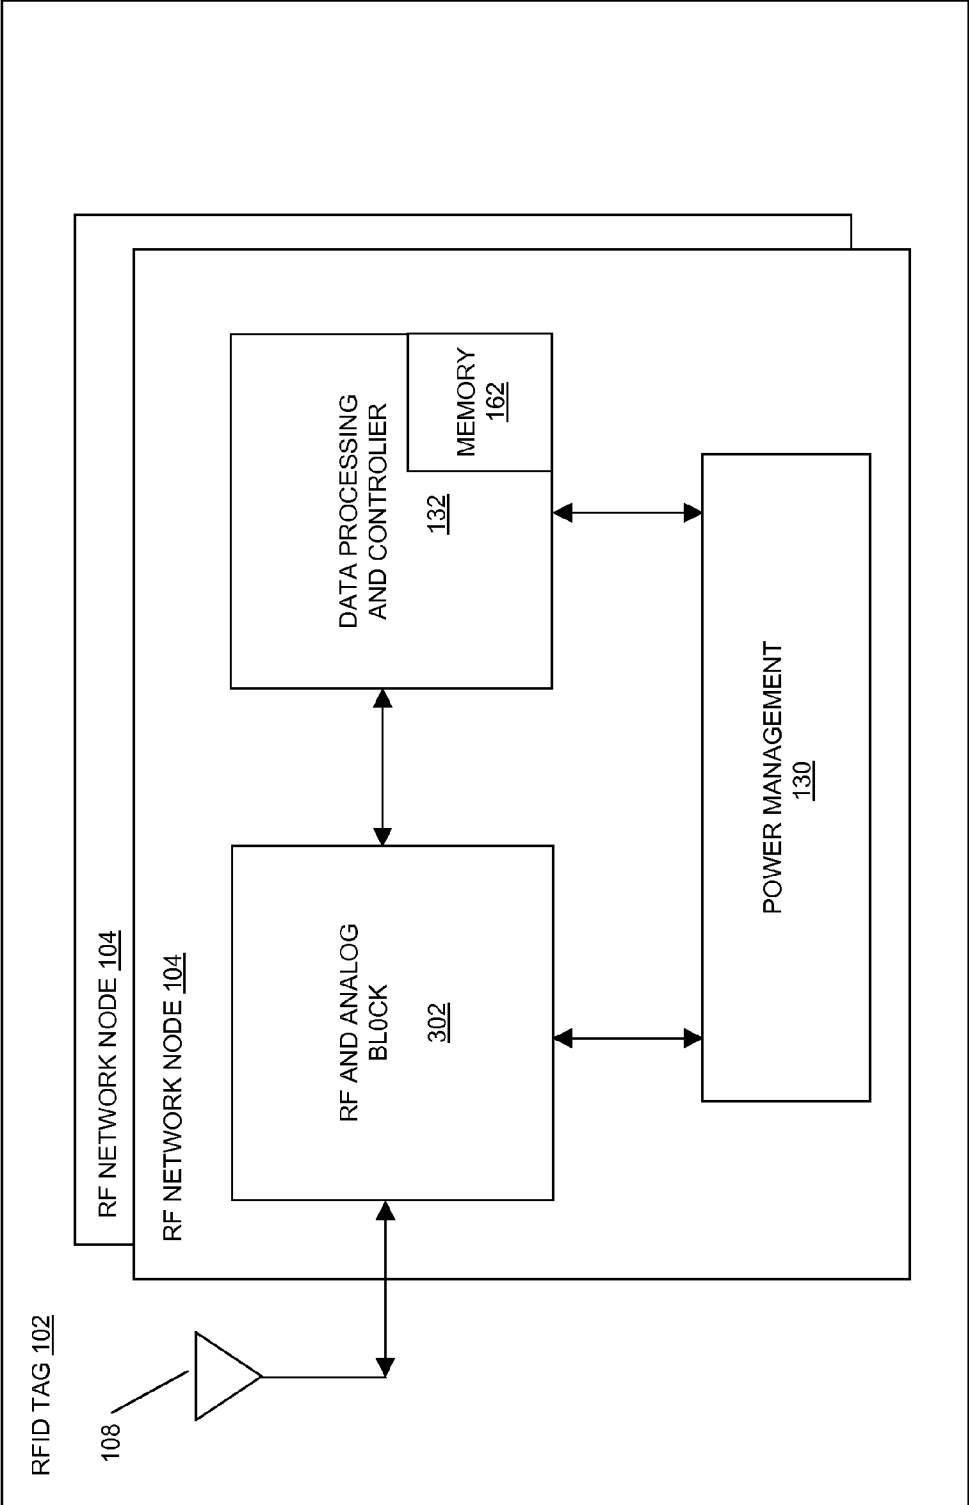 RFID TAG 102
108
RF NETWORK NODE 104
RF NETWORK NODE 104
RF AND ANALOG
BL0CK
302
DATA PROCESSING
AND CONTROLIER
132
MEMORY
162
POWER MANAGEMENT
130